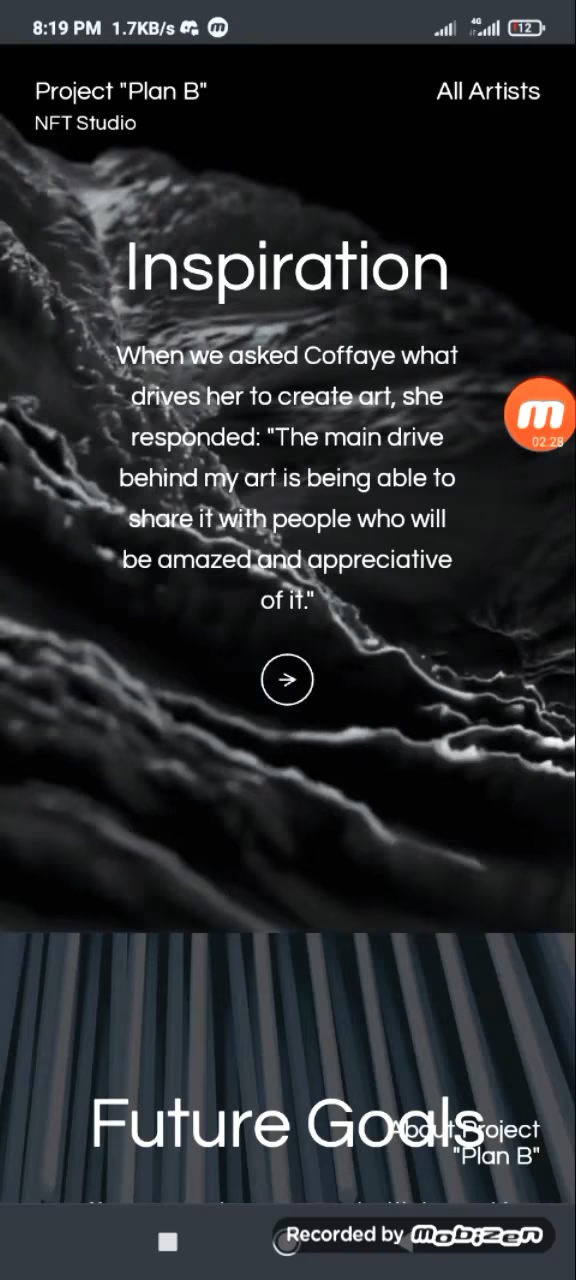 8:19 PM 1.7KB/s
4G
12
Project "Plan B"
All Artists
NFT Studio
Inspiration
When we asked Coffaye what
drives her to create art, she
responded: "The main drive
behind my art is being able to
share it with people who will
be amazed and appreciative
of it."
02:28
Future Goals
About Project
"Plan B"
Recorded by mobizen